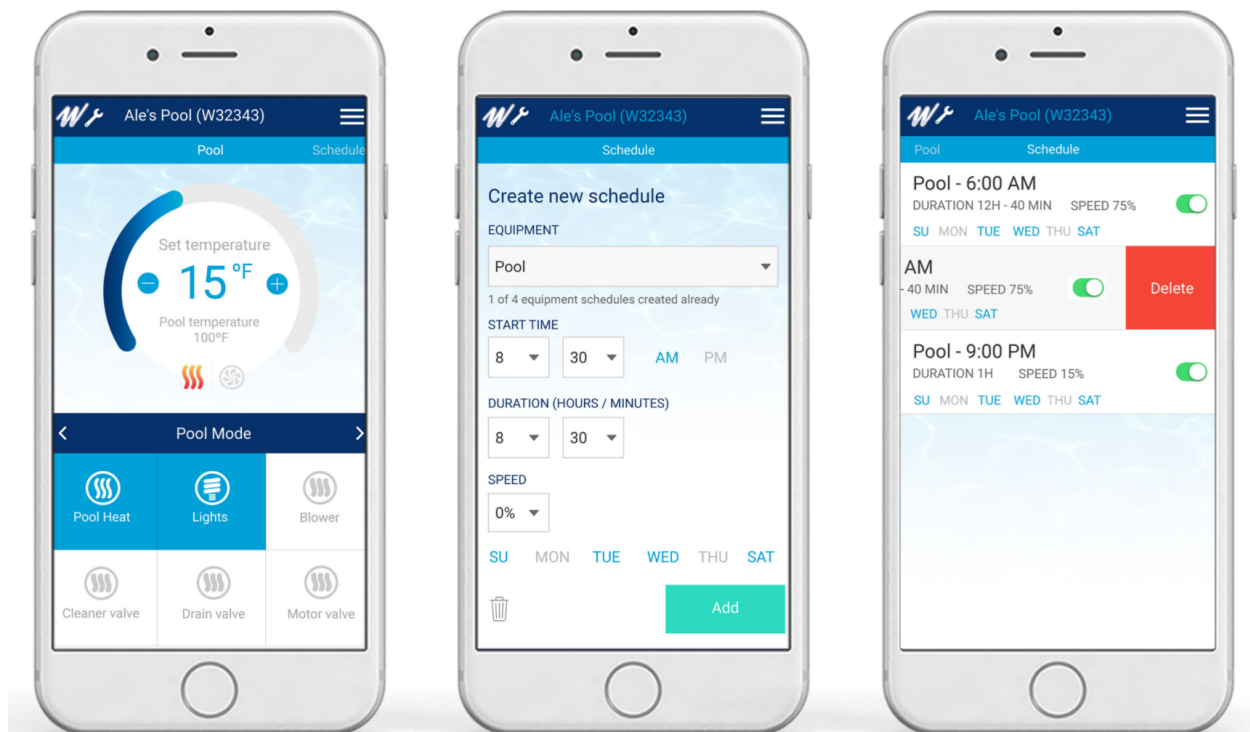 Ale's Pool (W32343)
Pool Schedule
Set temperature
15 °F
Pool temperature
100ºF
Pool Mode
Pool Heat Lights Blower
Cleaner valve Drain valve Motor valve
Ale's Pool (W32343)
Schedule
Create new schedule
EQUIPMENT
Pool
1 of 4 equipment schedules created already
START TIME
8 30 AM PM
DURATION (HOURS / MINUTES)
8 30
SPEED
0%
SU MON TUE WED THU SAT
Add
Ale's Pool (W32343)
Pool Schedule
Pool - 6:00 AM
DURATION 12H - 40 MIN SPEED 75%
SU MON TUE WED THU SAT
AM
- 40 MIN SPEED 75%
Delete
WED THU SAT
Pool - 9:00 PM
DURATION 1H SPEED 15%
SU MON TUE WED THU SAT